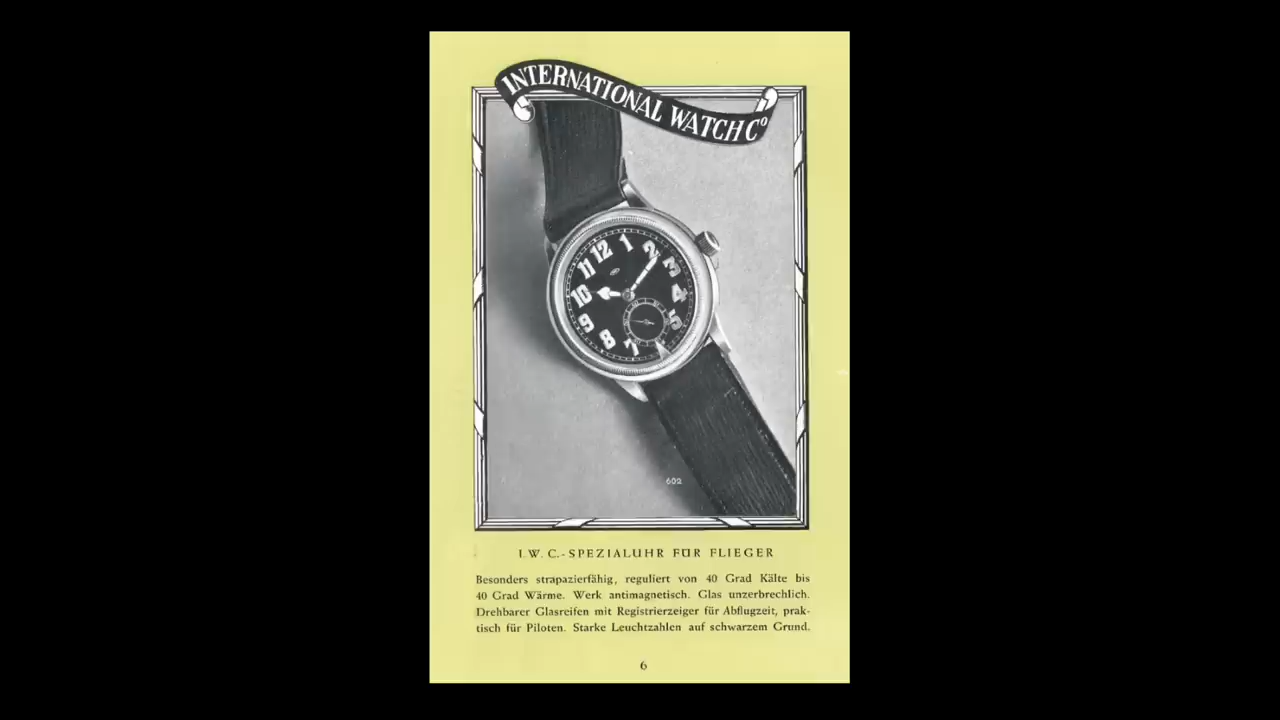 INTERNATIONAL WATCH Cº
12
1
2
3
4
5
7
8
9
10
11
602
I.W.C.-SPEZIALUHR FÜR FLIEGER
Besonders strapazierfähig, reguliert von 40 Grad Kälte bis
40 Grad Wärme. Werk antimagnetisch. Glas unzerbrechlich.
Drehbarer Glasreifen mit Registrierzeiger für Abflugzeit, prak-
tisch für Piloten. Starke Leuchtzahlen auf schwarzem Grund.
6